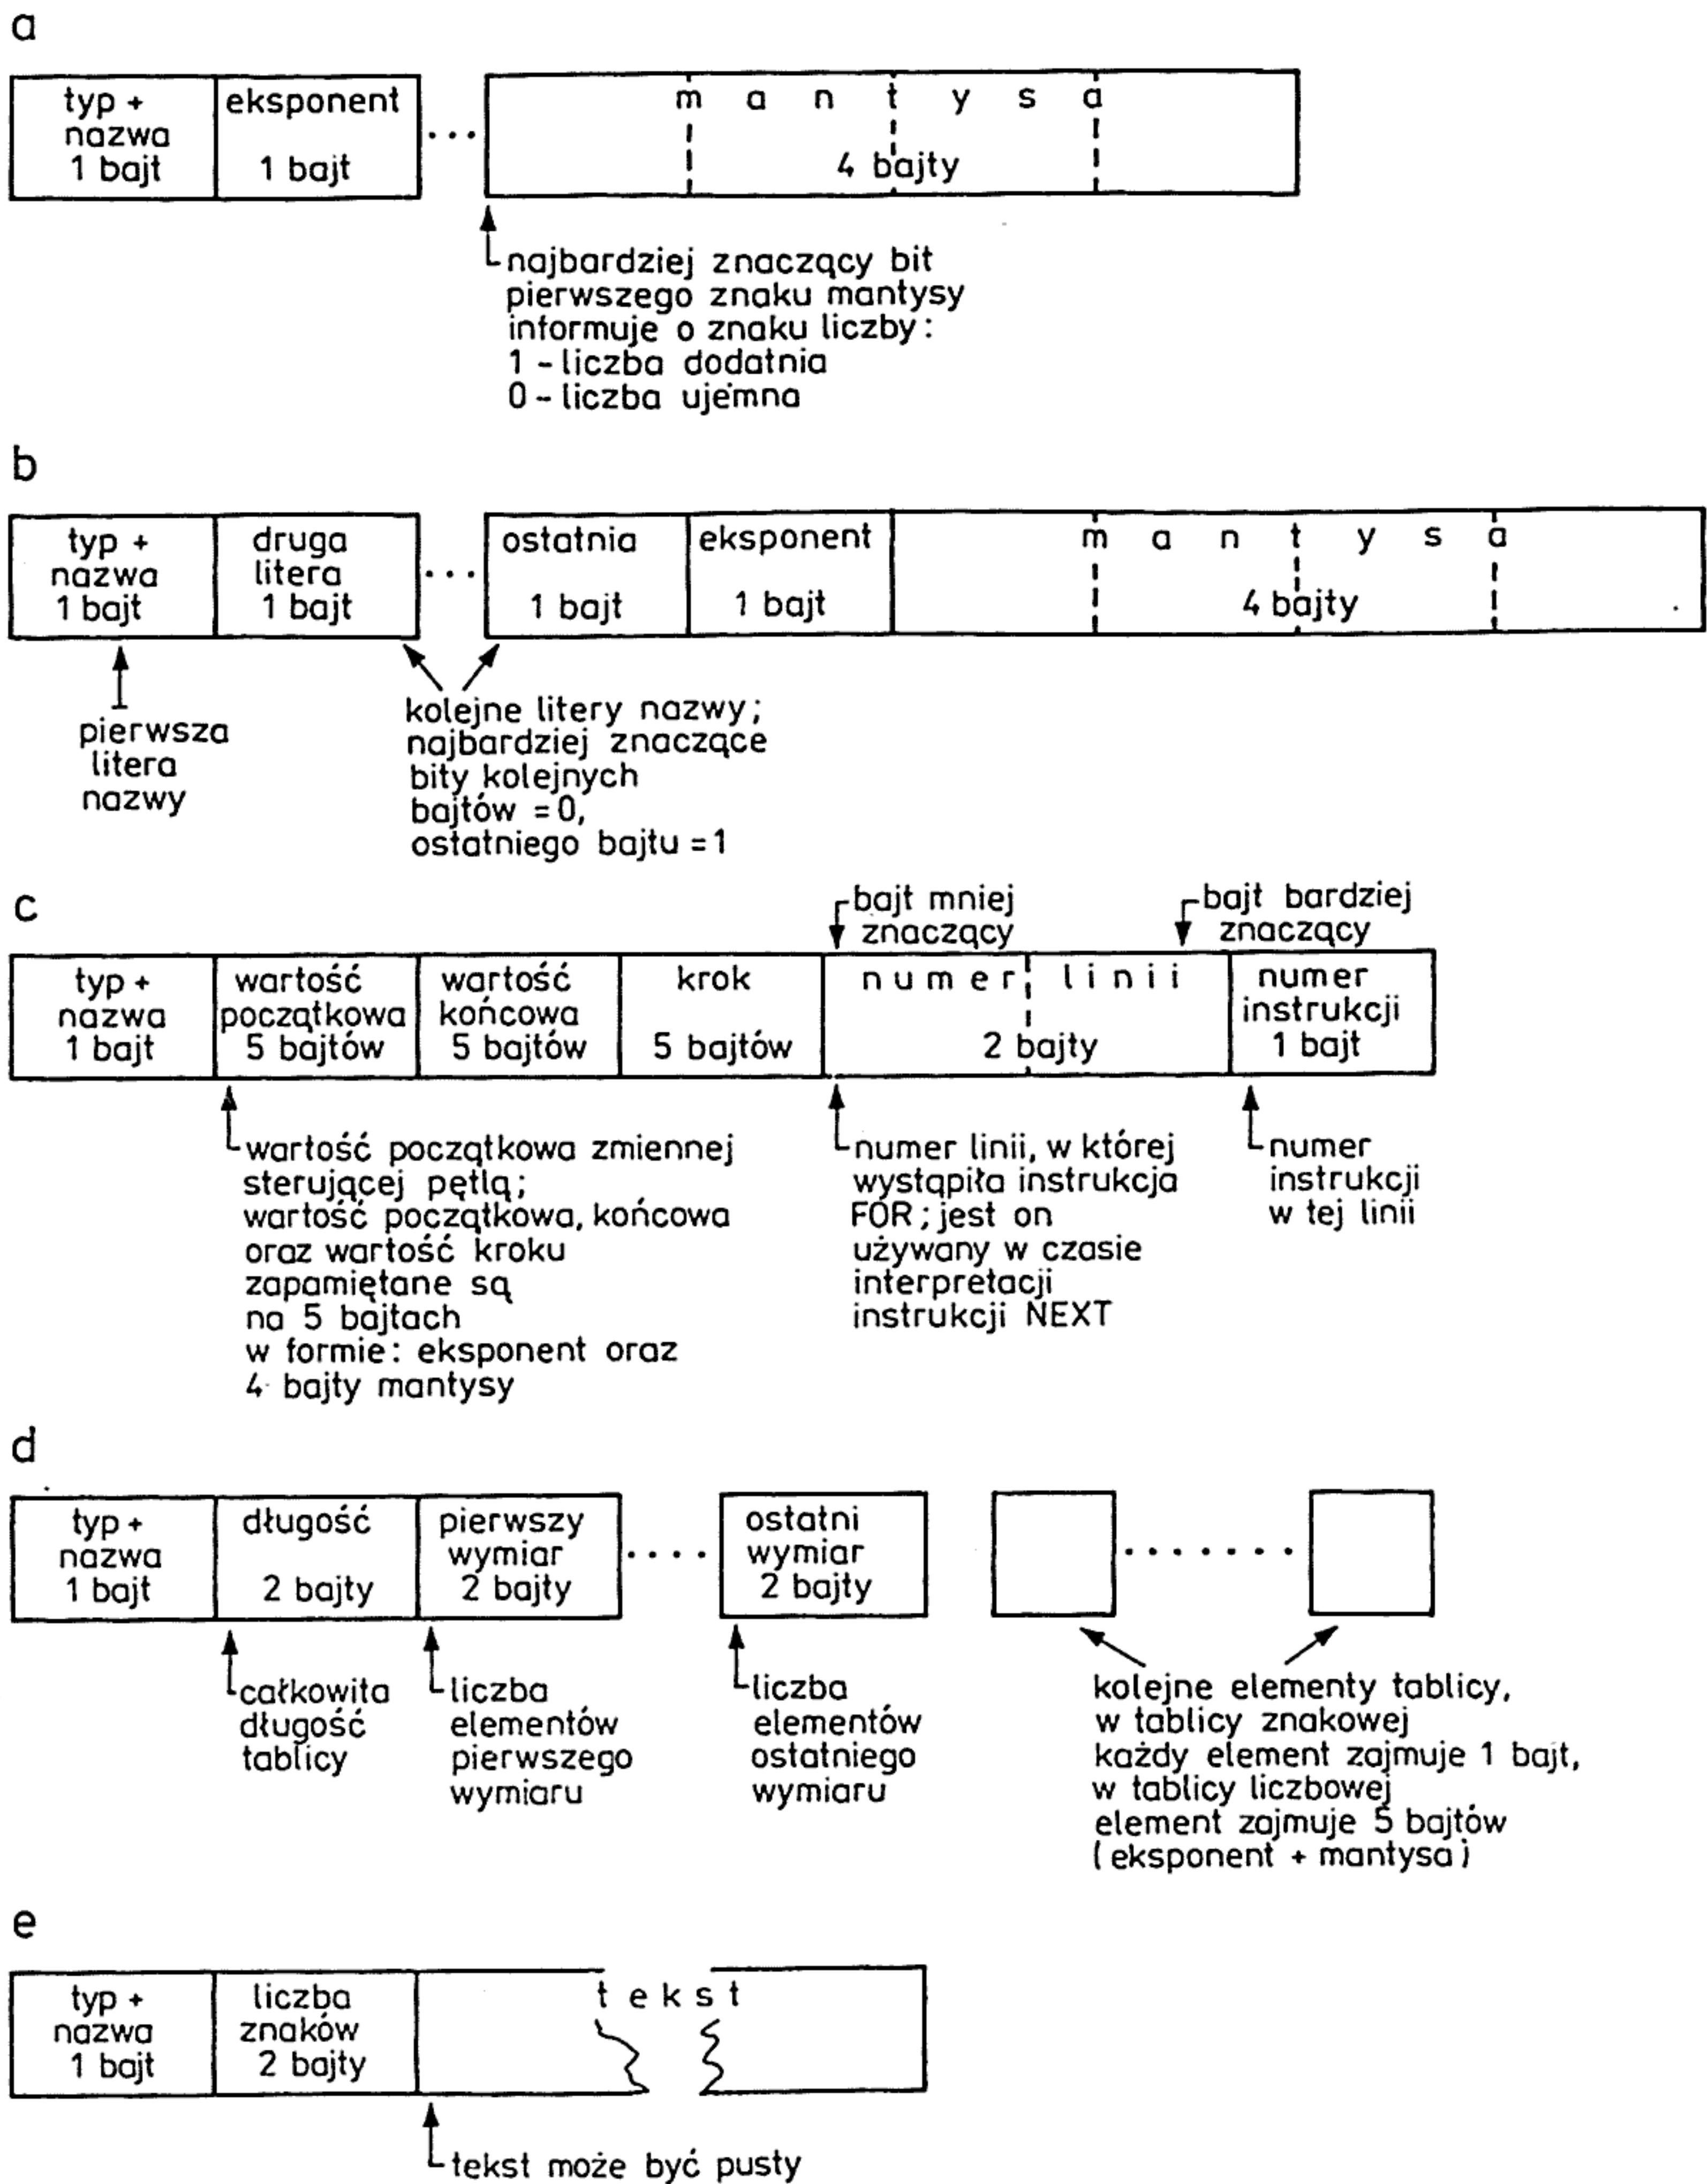 a
typ + nazwa 1 bajt
eksponent 1 bajt
...
mantysa 4 bajty
najbardziej znaczący bit
pierwszego znaku mantysy
informuje o znaku liczby:
1 - liczba dodatnia
0 - liczba ujemna
b
typ + nazwa 1 bajt
druga litera 1 bajt
...
ostatnia 1 bajt
eksponent 1 bajt
mantysa 4 bajty
pierwsza
litera
nazwy
kolejne litery nazwy;
najbardziej znaczące
bity kolejnych
bajtów = 0,
ostatniego bajtu = 1
c
bajt mniej
znaczący
bajt bardziej
znaczący
typ + nazwa 1 bajt
wartość początkowa 5 bajtów
wartość końcowa 5 bajtów
krok 5 bajtów
numer linii 2 bajty
numer instrukcji 1 bajt
wartość początkowa zmiennej
sterującej pętlą;
wartość początkowa, końcowa
oraz wartość kroku
zapamiętane są
na 5 bajtach
w formie: eksponent oraz
4 bajty mantysy
numer linii, w której
wystąpiła instrukcja
FOR; jest on
używany w czasie
interpretacji
instrukcji NEXT
numer
instrukcji
w tej linii
d
typ + nazwa 1 bajt
długość 2 bajty
pierwszy wymiar 2 bajty
....
ostatni wymiar 2 bajty
........
całkowita
długość
tablicy
liczba
elementów
pierwszego
wymiaru
liczba
elementów
ostatniego
wymiaru
kolejne elementy tablicy,
w tablicy znakowej
każdy element zajmuje 1 bajt,
w tablicy liczbowej
element zajmuje 5 bajtów
(eksponent + mantysa)
e
typ + nazwa 1 bajt
liczba znaków 2 bajty
tekst
tekst może być pusty